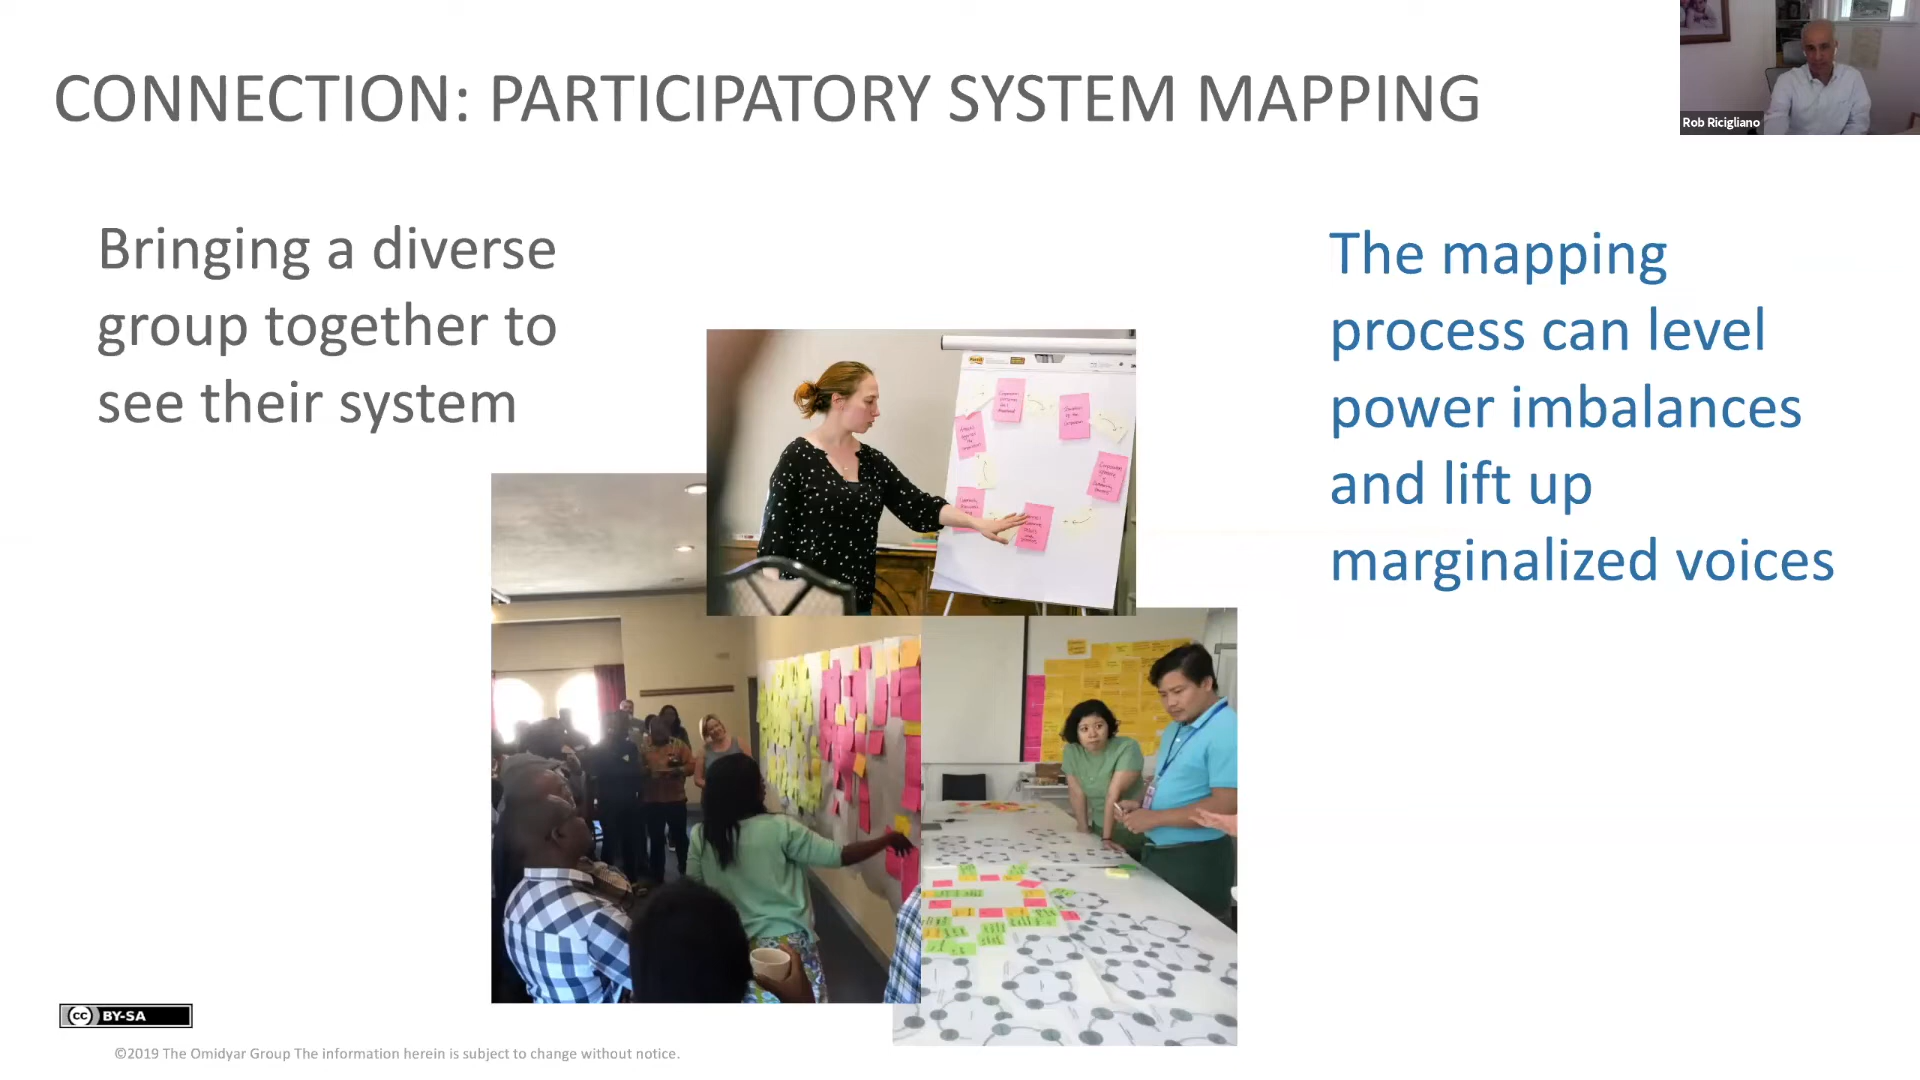 CONNECTION: PARTICIPATORY SYSTEM MAPPING
Rob Ricigliano
Bringing a diverse
group together to
see their system
The mapping
process can level
power imbalances
and lift up
marginalized voices
cc BY-SA
©2019 The Omidyar Group The information herein is subject to change without notice.